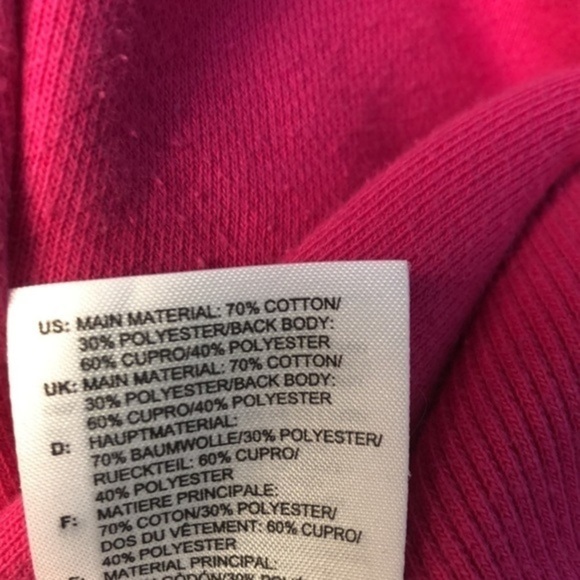 US: MAIN MATERIAL: 70% COTTON/
30% POLYESTER/BACK BODY:
60% CUPRO/40% POLYESTER
UK: MAIN MATERIAL: 70% COTTON/
30% POLYESTER/BACK BODY:
60% CUPRO/40% POLYESTER
D: HAUPTMATERIAL:
70% BAUMWOLLE/30% POLYESTER/
RUECKTEIL: 60% CUPRO/
40% POLYESTER
F: MATIERE PRINCIPALE:
70% COTON/30% POLYESTER/
DOS DU VÊTEMENT: 60% CUPRO/
40% POLYESTER
MATERIAL PRINCIPAL: